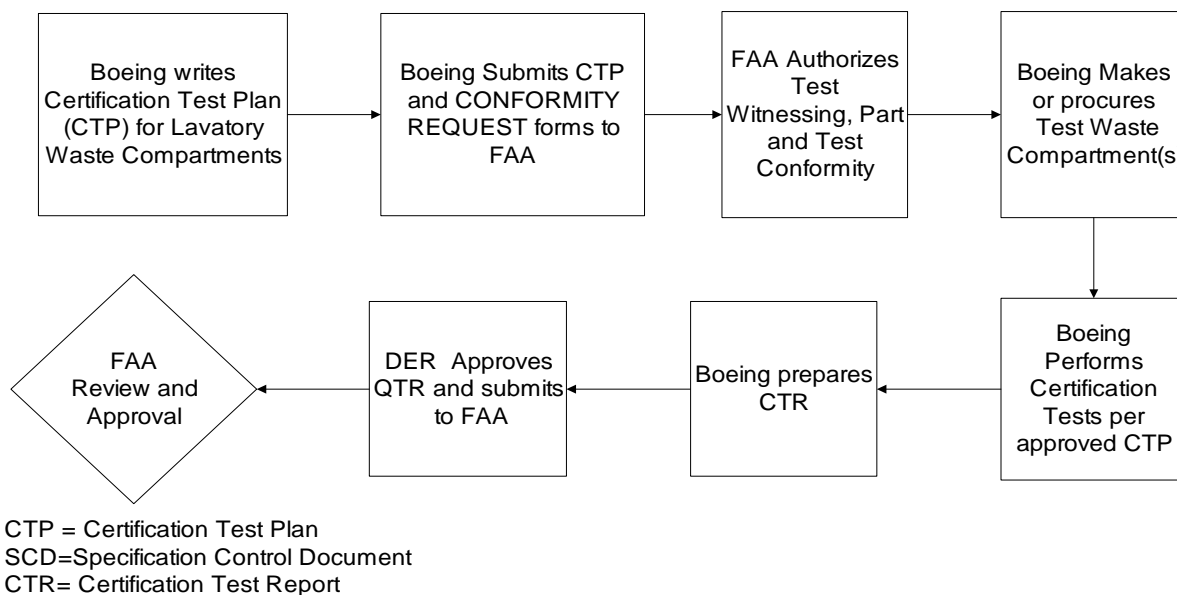 Boeing writes
Certification Test Plan
(CTP) for Lavatory
Waste Compartments
Boeing Submits CTP
and CONFORMITY
REQUEST forms to
FAA
FAA Authorizes
Test
Witnessing, Part
and Test
Conformity
Boeing Makes
or procures
Test Waste
Compartment(s
Boeing
Performs
Certification
Tests per
approved CTP
Boeing prepares
CTR
DER Approves
QTR and submits
to FAA
FAA
Review and
Approval
CTP = Certification Test Plan
SCD=Specification Control Document
CTR= Certification Test Report